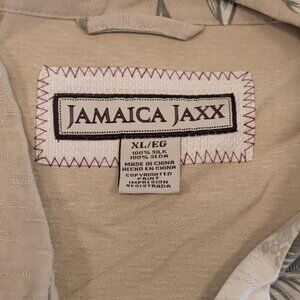 JAMAICA JAXX
XL/EG
100% SILK
100% SEDA
MADE IN CHINA
HECHO EN CHINA
COPYRIGHTED
PRINT
IMPRESION
REGISTRADA